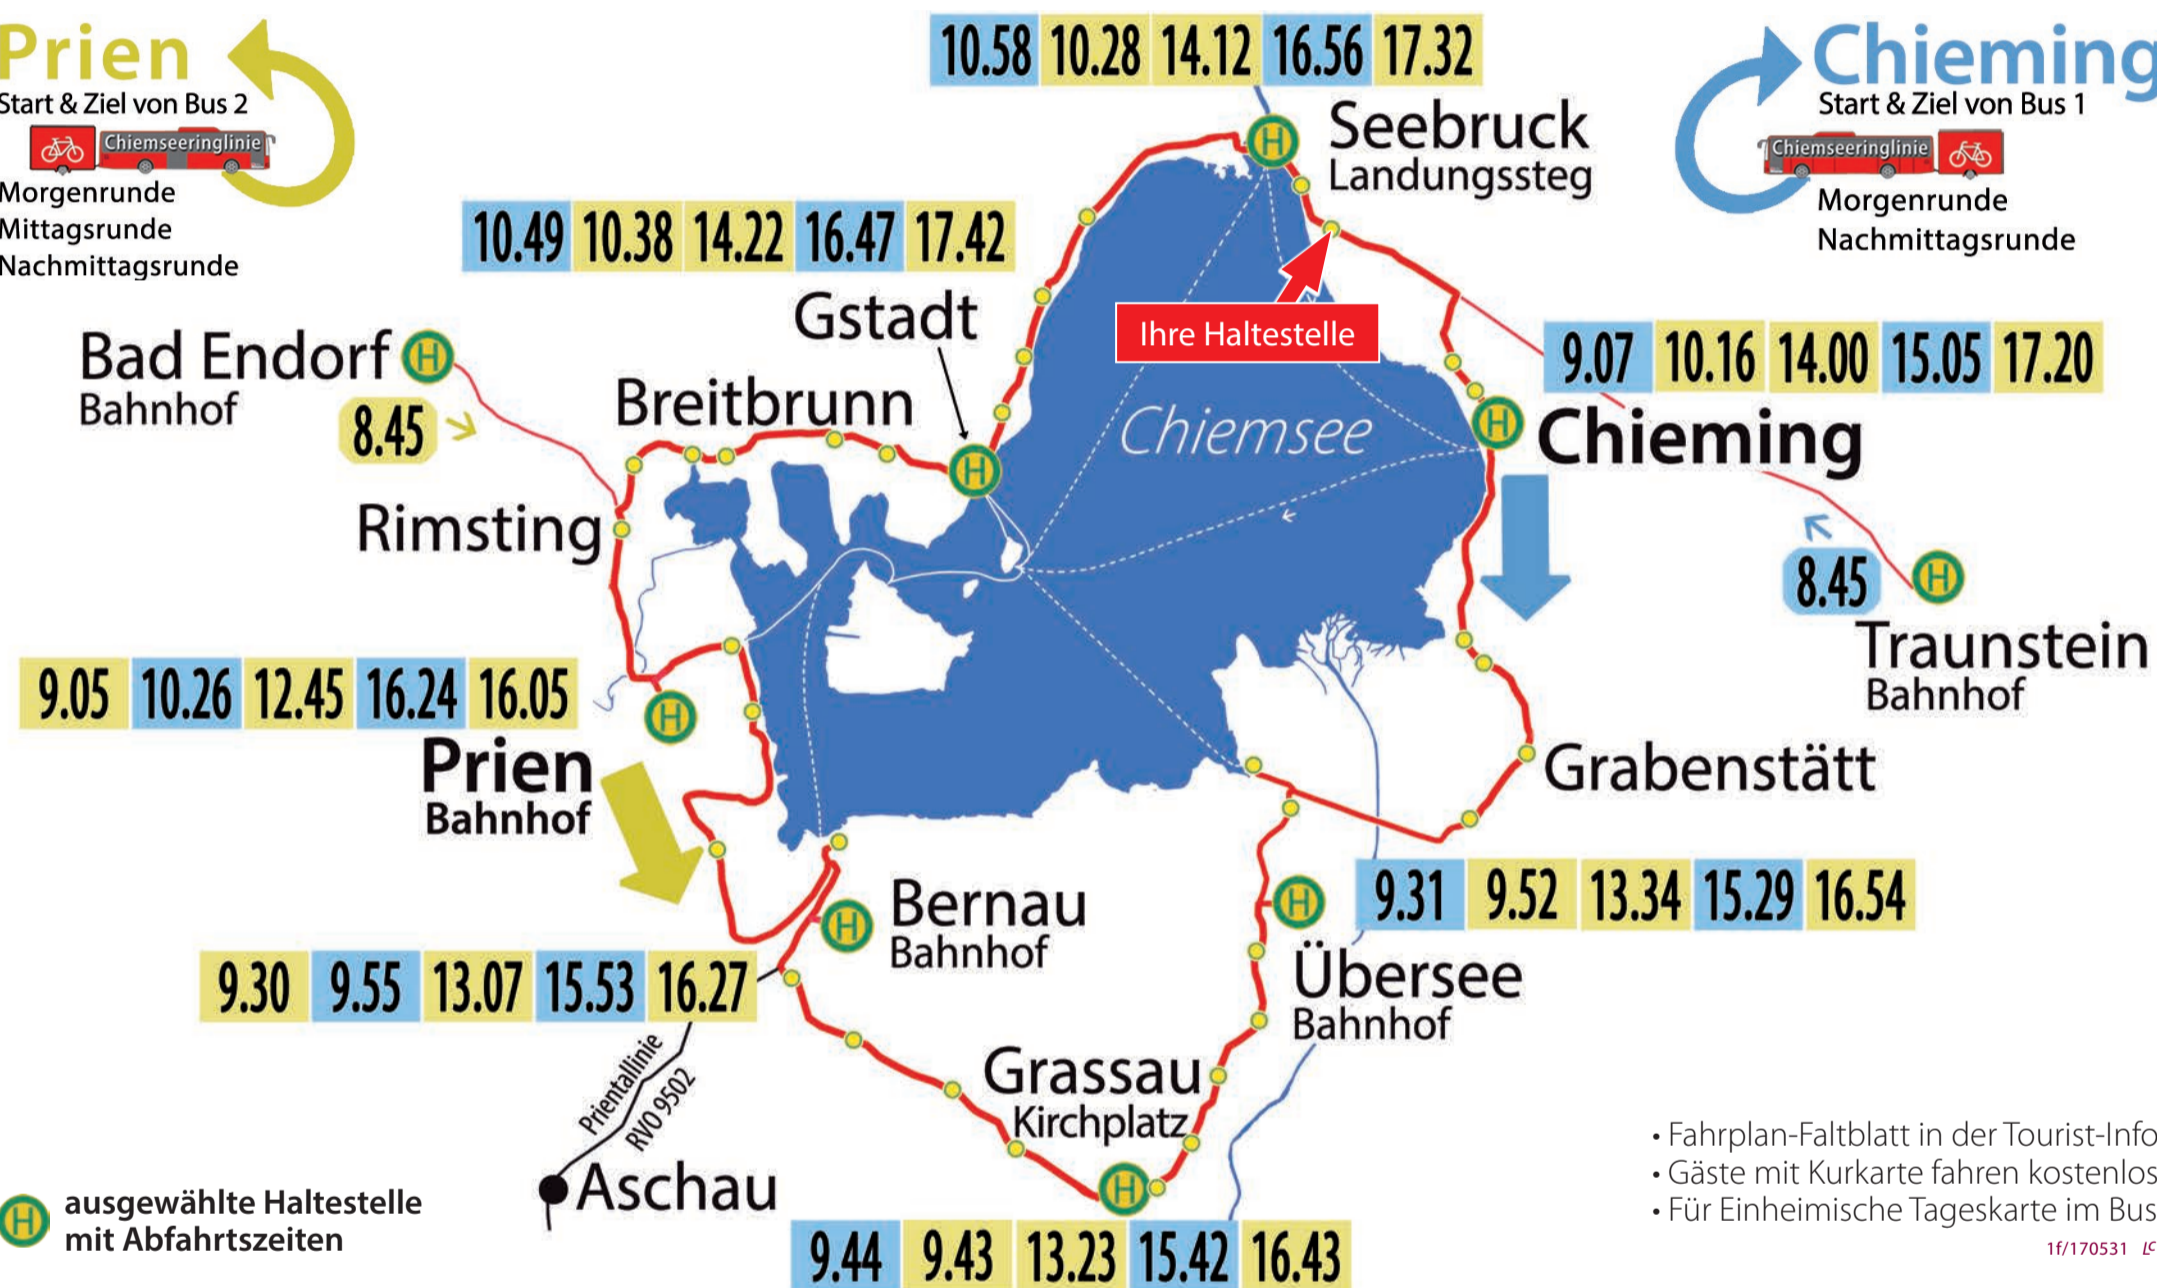 Prien
Start & Ziel von Bus 2
Chiemseeringlinie
Morgenrunde
Mittagsrunde
Nachmittagsrunde
10.58 10.28 14.12 16.56 17.32
H
Seebruck
Landungssteg
Chieming
Start & Ziel von Bus 1
Chiemseeringlinie
Morgenrunde
Nachmittagsrunde
10.49 10.38 14.22 16.47 17.42
Gstadt
H
Ihre Haltestelle
Bad Endorf H
Bahnhof
8.45
Breitbrunn
Chiemsee
9.07 10.16 14.00 15.05 17.20
H Chieming
Rimsting
8.45
H
Traunstein
Bahnhof
9.05 10.26 12.45 16.24 16.05
H
Prien
Bahnhof
Grabenstätt
H
Bernau
Bahnhof
H
9.31 9.52 13.34 15.29 16.54
Übersee
Bahnhof
9.30 9.55 13.07 15.53 16.27
Prientallinie
RVO 9502
Aschau
Grassau
Kirchplatz
H
9.44 9.43 13.23 15.42 16.43
H ausgewählte Haltestelle
mit Abfahrtszeiten
• Fahrplan-Faltblatt in der Tourist-Info
• Gäste mit Kurkarte fahren kostenlos
• Für Einheimische Tageskarte im Bus
1f/170531